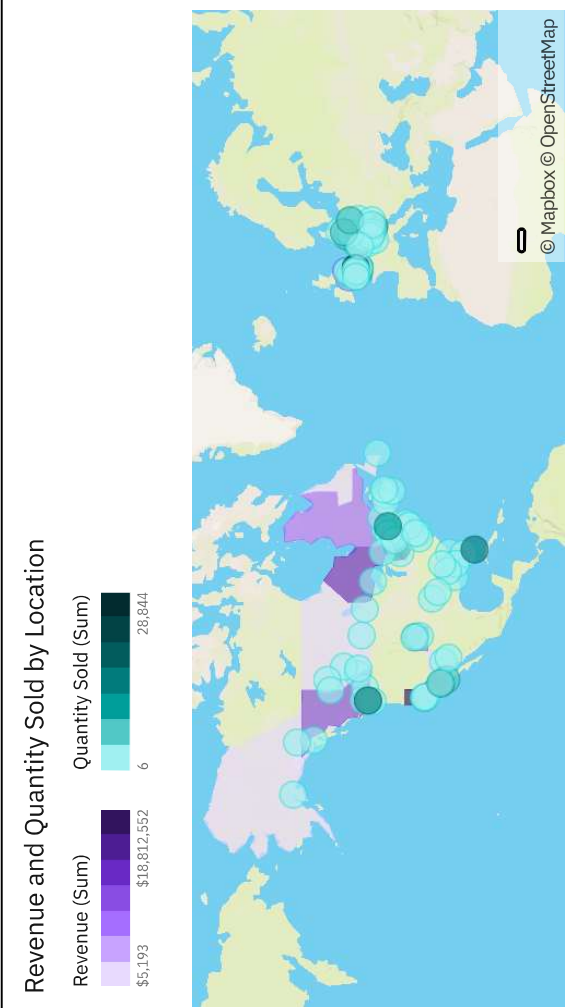 Revenue and Quantity Sold by Location
Revenue (Sum)
$5,193
$18,812,552
Quantity Sold (Sum)
6
28,844
© Mapbox © OpenStreetMap